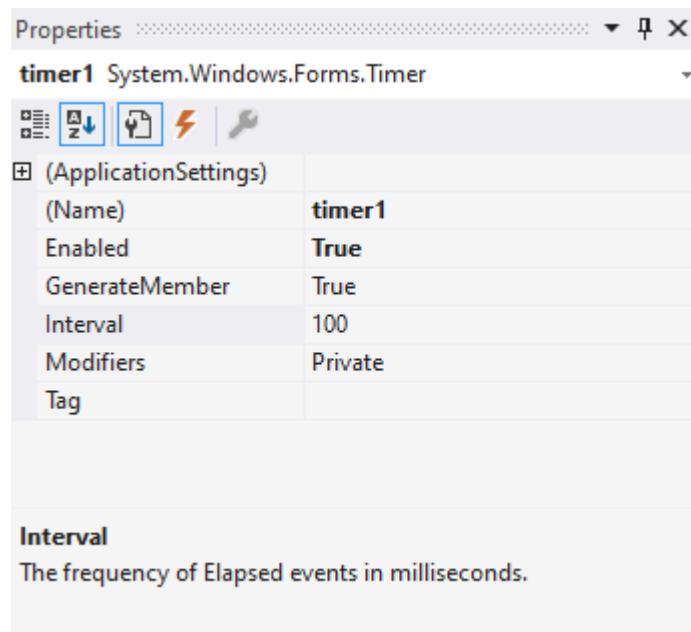 Properties
timer1 System.Windows.Forms.Timer
(ApplicationSettings)
(Name) timer1
Enabled True
GenerateMember True
Interval 100
Modifiers Private
Tag
Interval
The frequency of Elapsed events in milliseconds.